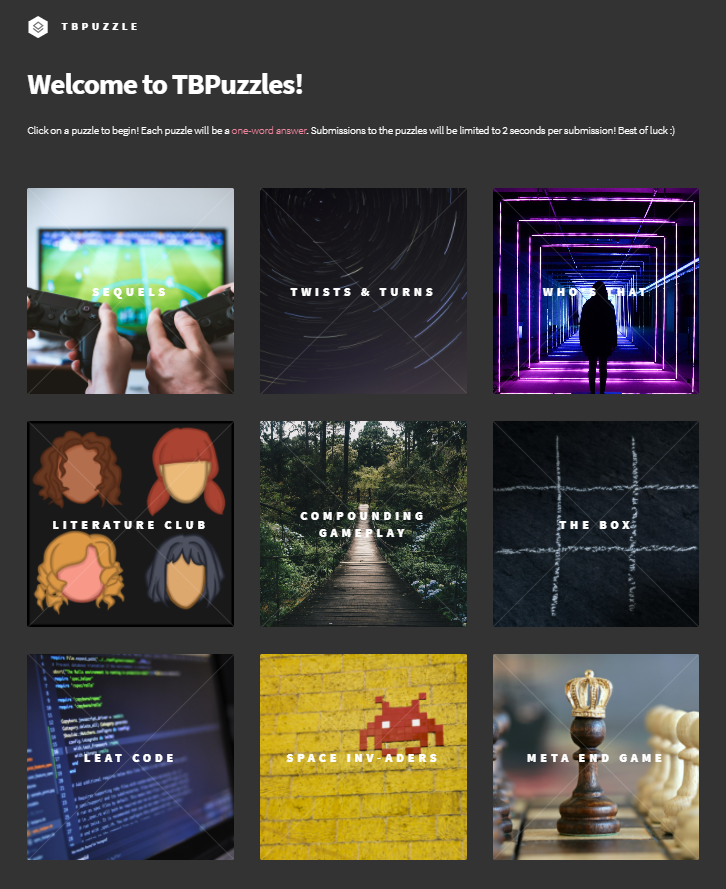 TBPUZZLE
Welcome to TBPuzzles!
Click on a puzzle to begin! Each puzzle will be a one-word answer. Submissions to the puzzles will be limited to 2 seconds per submission! Best of luck :)
SEQUELS
TWISTS & TURNS
WHO'S THAT
LITERATURE CLUB
COMPOUNDING
GAMEPLAY
THE BOX
LEAT CODE
SPACE INV-ADERS
META END GAME